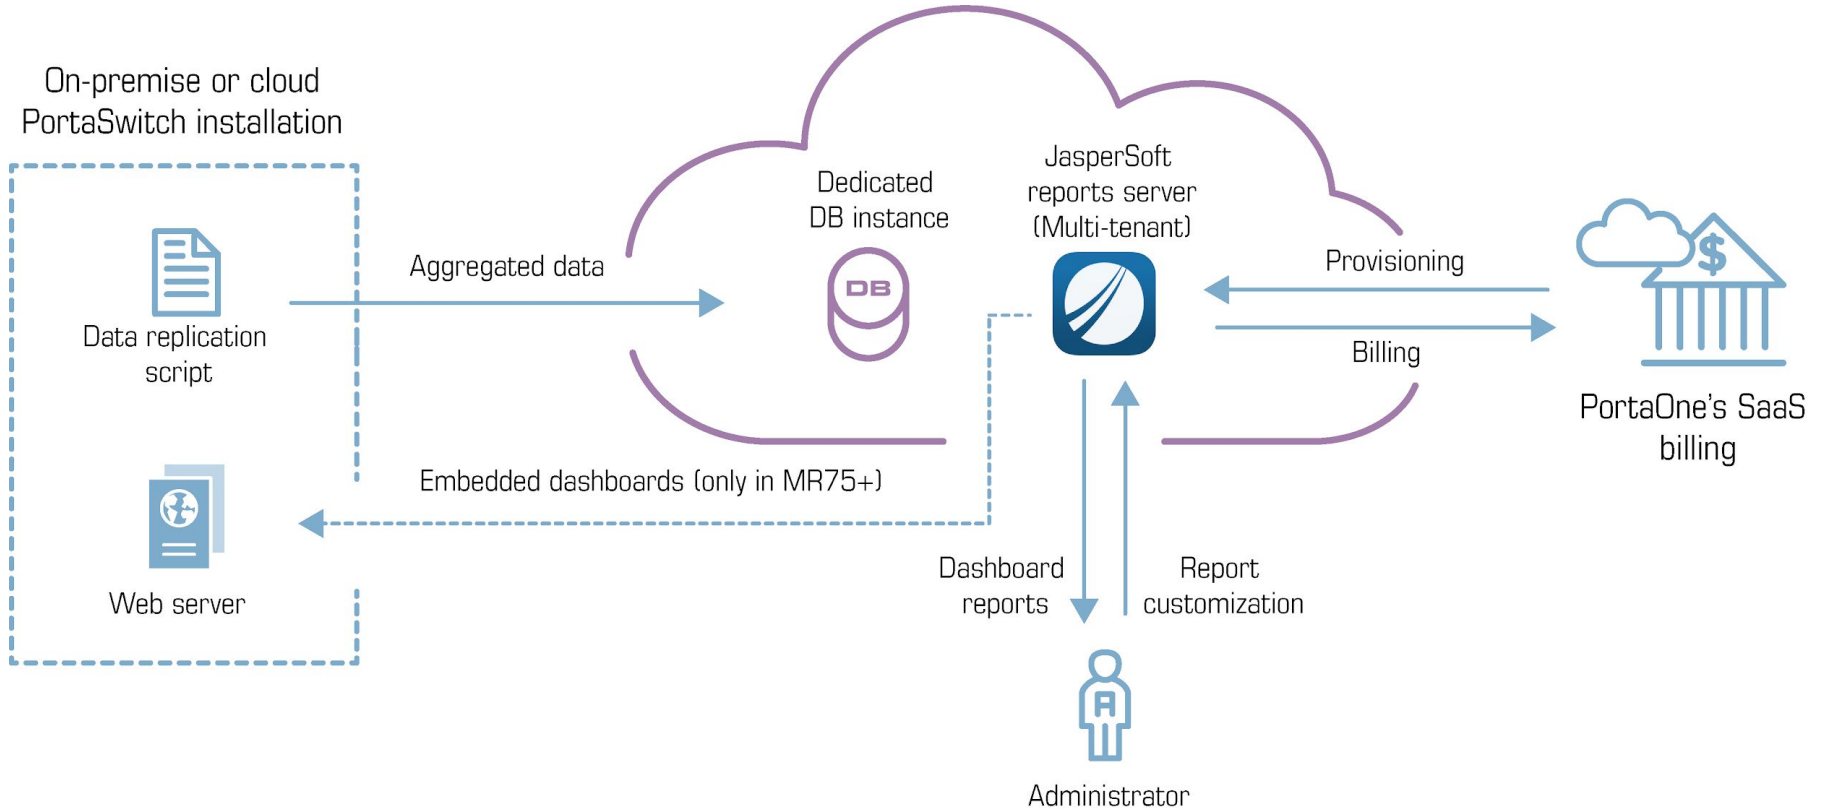 On-premise or cloud
PortaSwitch installation
Data replication
script
Web server
Aggregated data
Dedicated
DB instance
DB
JasperSoft
reports server
(Multi-tenant)
Provisioning
Billing
$
PortaOne's SaaS
billing
Embedded dashboards (only in MR75+)
Dashboard
reports
Report
customization
A
Administrator